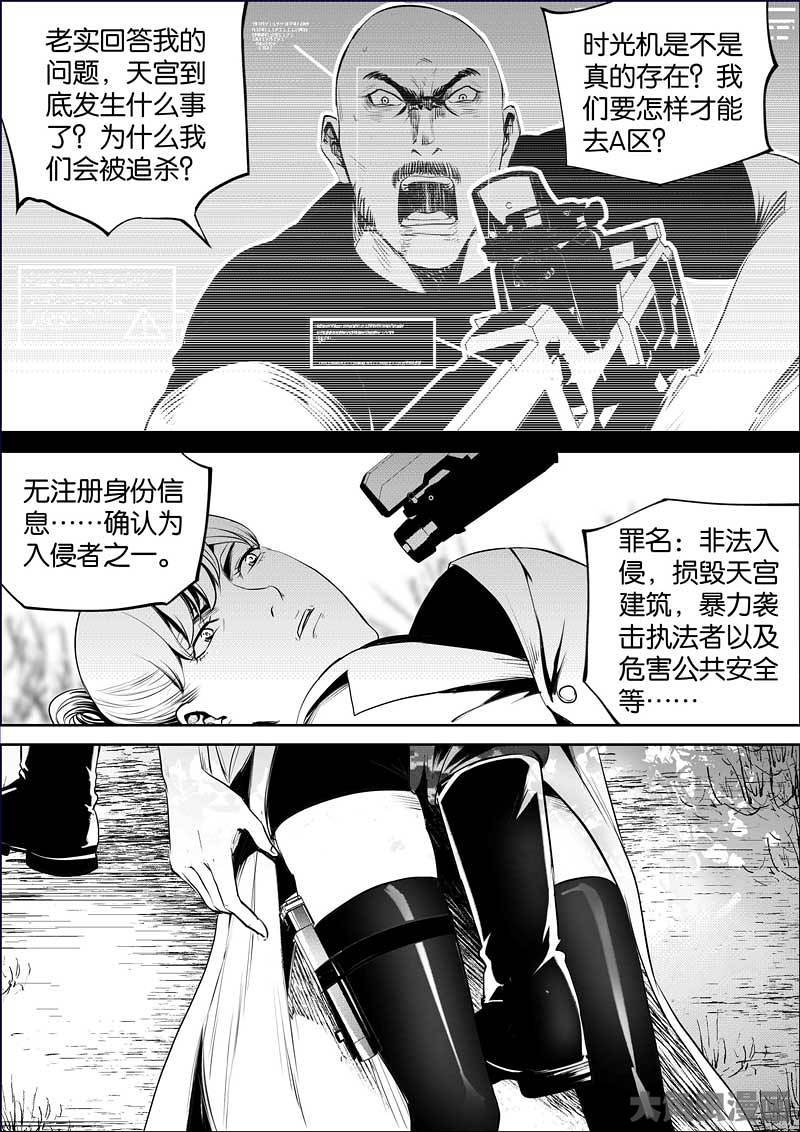 老实回答我的
问题，天宫到
底发生什么事
了？为什么我
们会被追杀？
时光机是不是
真的存在？我
们要怎样才能
去A区？
无注册身份信
息……确认为
入侵者之一。
罪名：非法入
侵，损毁天宫
建筑，暴力袭
击执法者以及
危害公共安全
等……